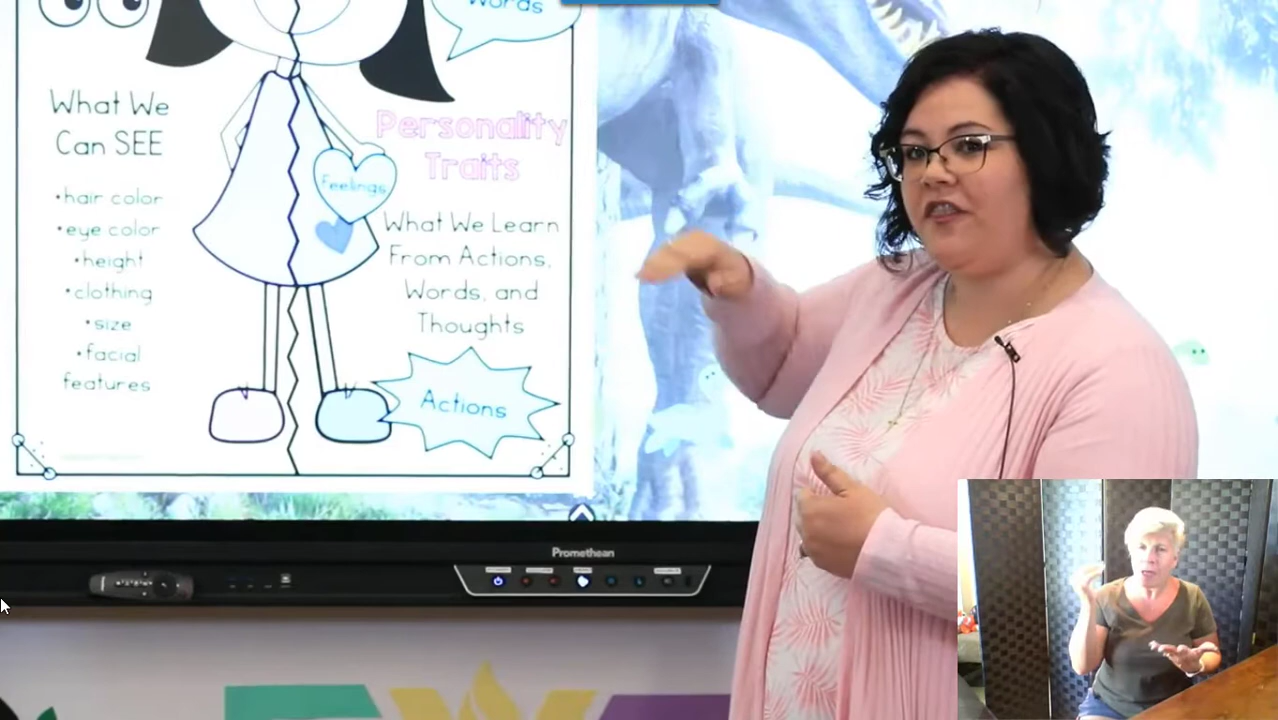 Words
What We
Can SEE
•hair color
•eye color
•height
•clothing
•size
•facial
features
Personality
Traits
Feelings
What We Learn
From Actions,
Words, and
Thoughts
Actions
Promethean